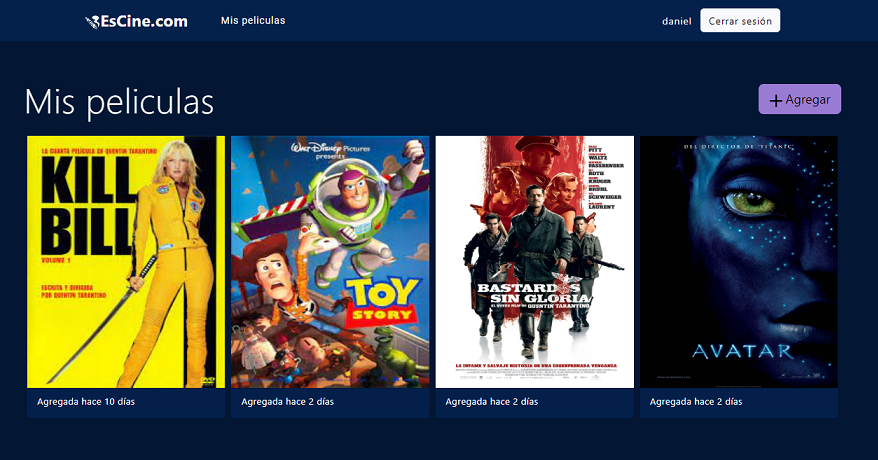 EsCine.com
Mis peliculas
daniel
Cerrar sesión
Mis peliculas
Agregar
LA CUARTA PELÍCULA DE QUENTIN TARANTINO
KILL
BILL
VOLUME 1
ESCRITA Y DIRIGIDA
POR QUENTIN TARANTINO
DVD
Agregada hace 10 días
WALT DISNEY Pictures
presents
TOY
STORY
Agregada hace 2 días
PITT
WALTZ
FASSBENDER
ROTH
KRUGER
BRÜHL
SCHWEIGER
LAURENT
BASTARDOS
SIN GLORIA
EL NUEVO FILM DE QUENTIN TARANTINO
LA INFAME Y SALVAJE HISTORIA DE UNA DESENFRENADA VENGANZA
Agregada hace 2 días
DEL DIRECTOR DE "TITANIC"
AVATAR
Agregada hace 2 días